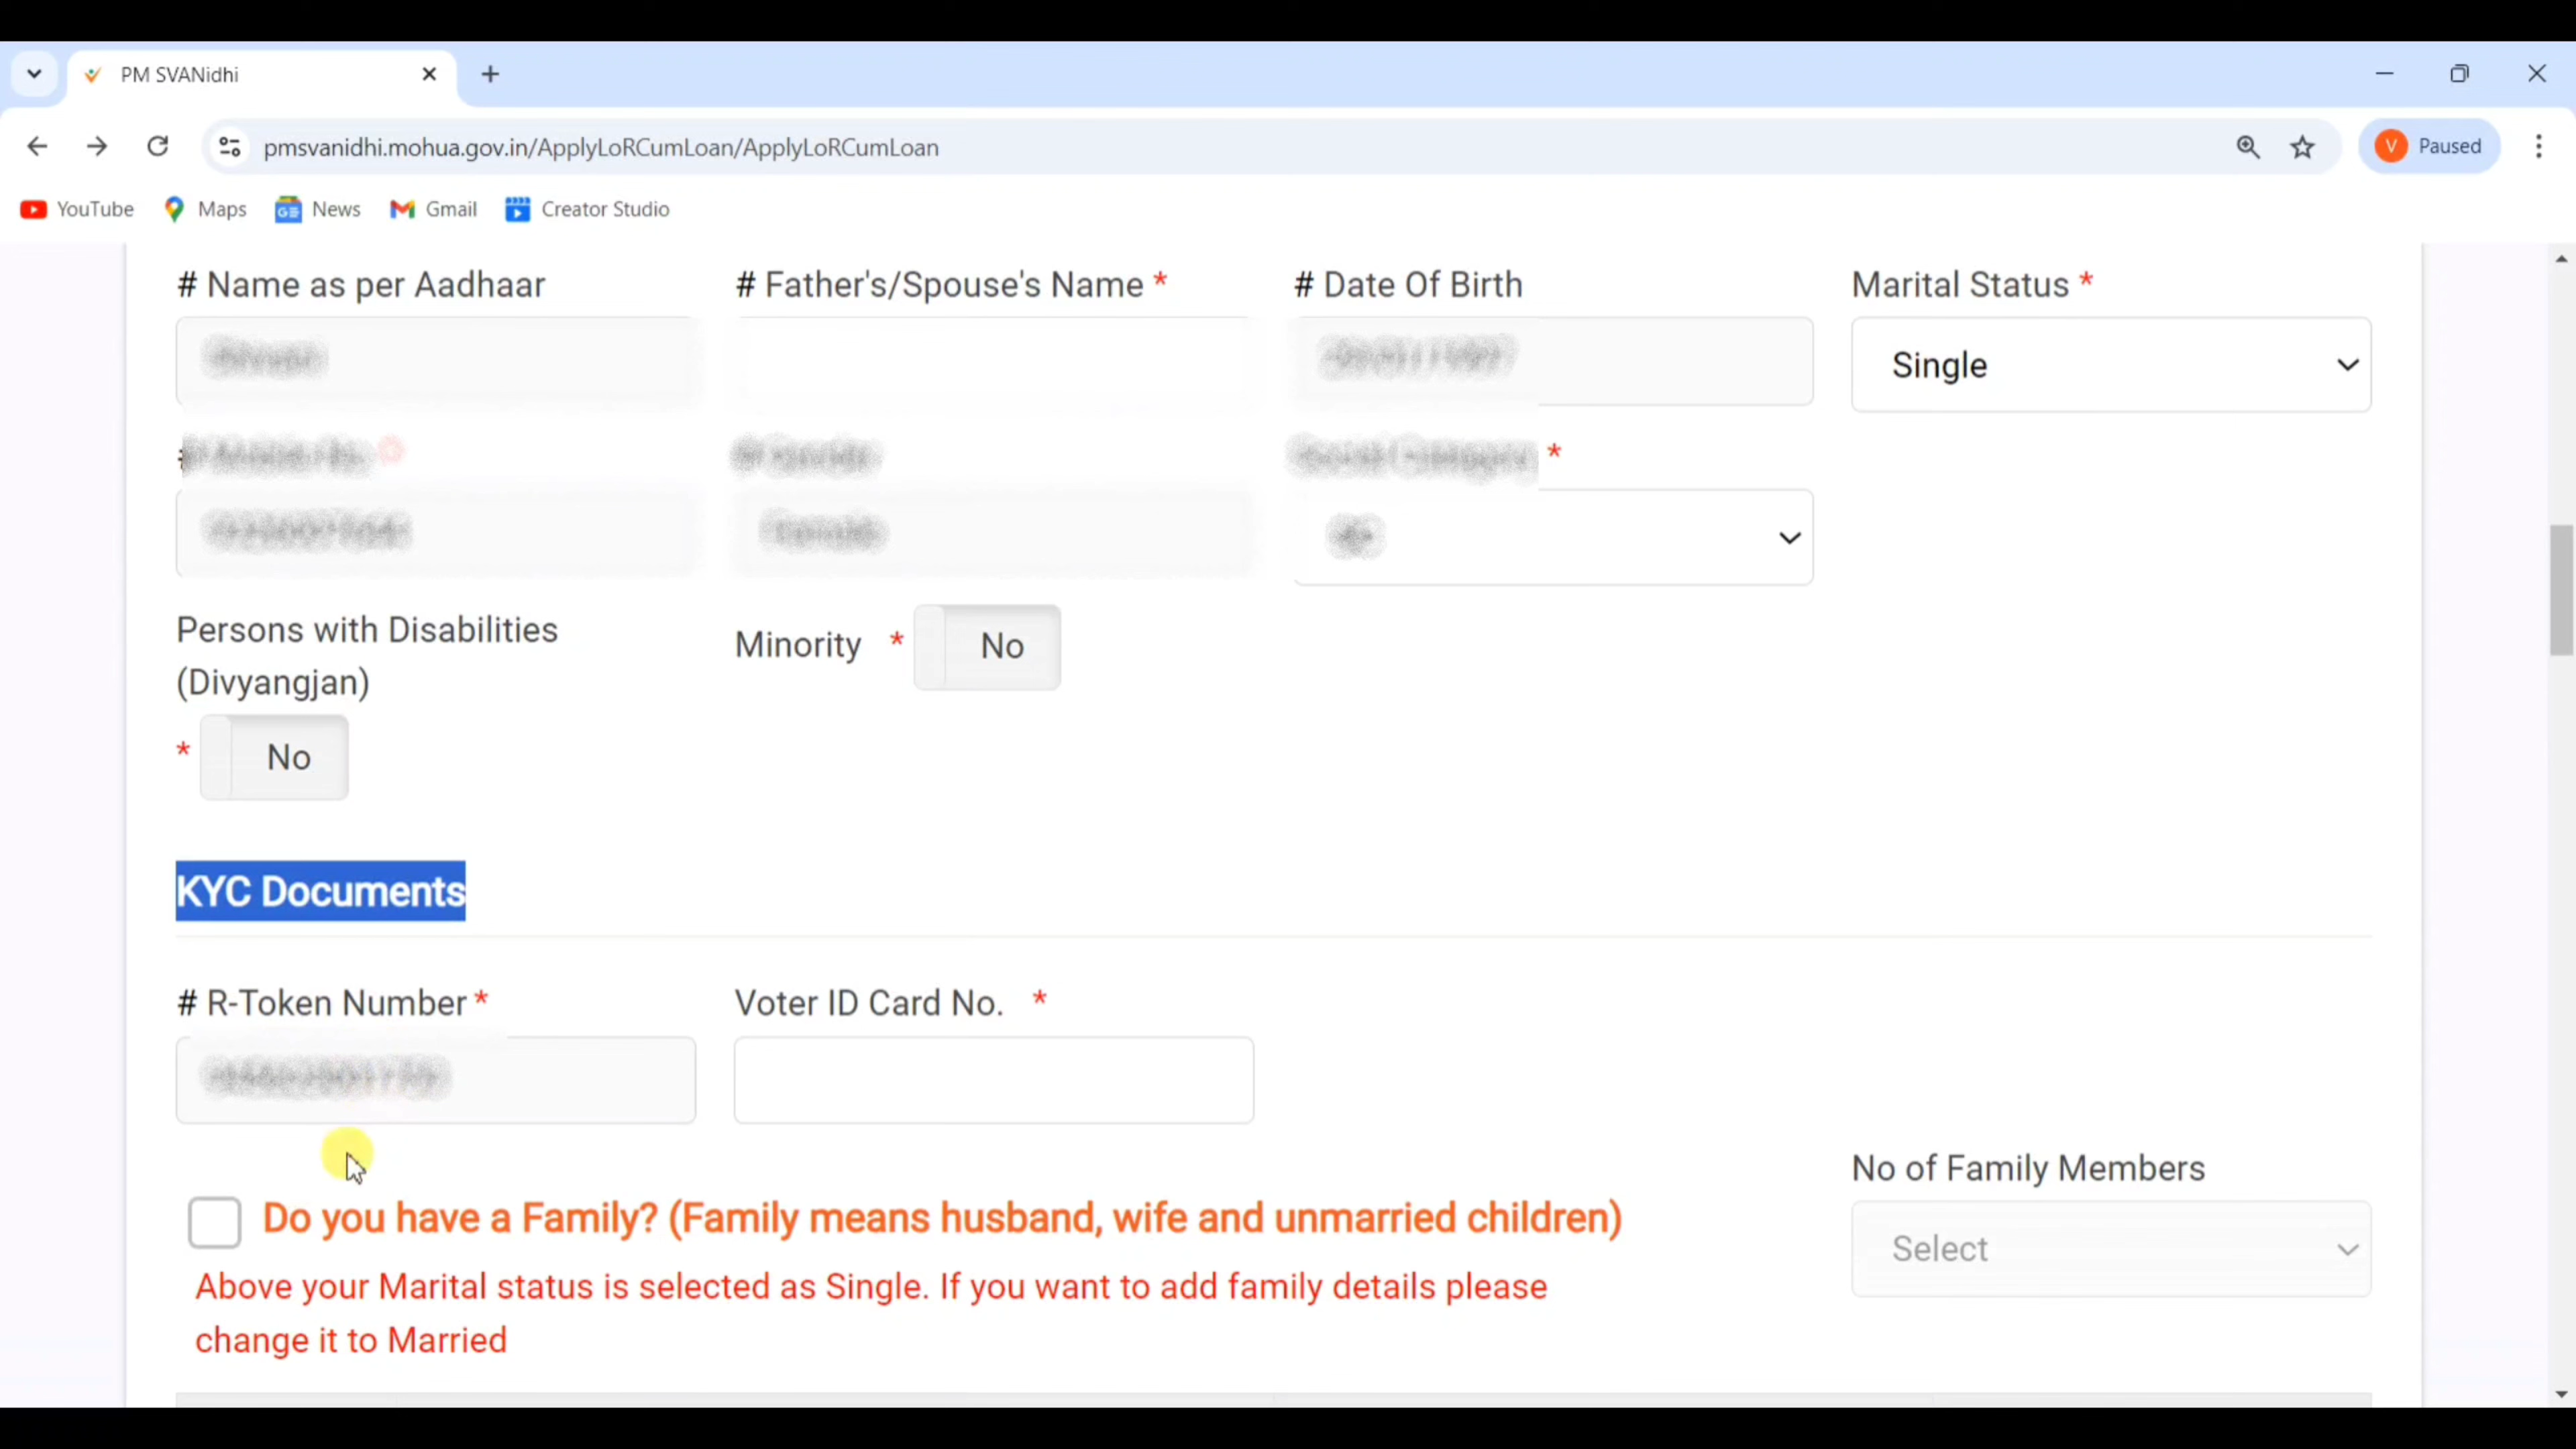 PM SVANidhi
pmsvanidhi.mohua.gov.in/ApplyLoRCumLoan/ApplyLoRCumLoan
V Paused
YouTube Maps News Gmail Creator Studio
# Name as per Aadhaar # Father's/Spouse's Name * # Date Of Birth Marital Status *
Single
*
Persons with Disabilities
(Divyangjan)
Minority * No
* No
KYC Documents
# R-Token Number * Voter ID Card No. *
No of Family Members
Do you have a Family? (Family means husband, wife and unmarried children)
Select
Above your Marital status is selected as Single. If you want to add family details please
change it to Married